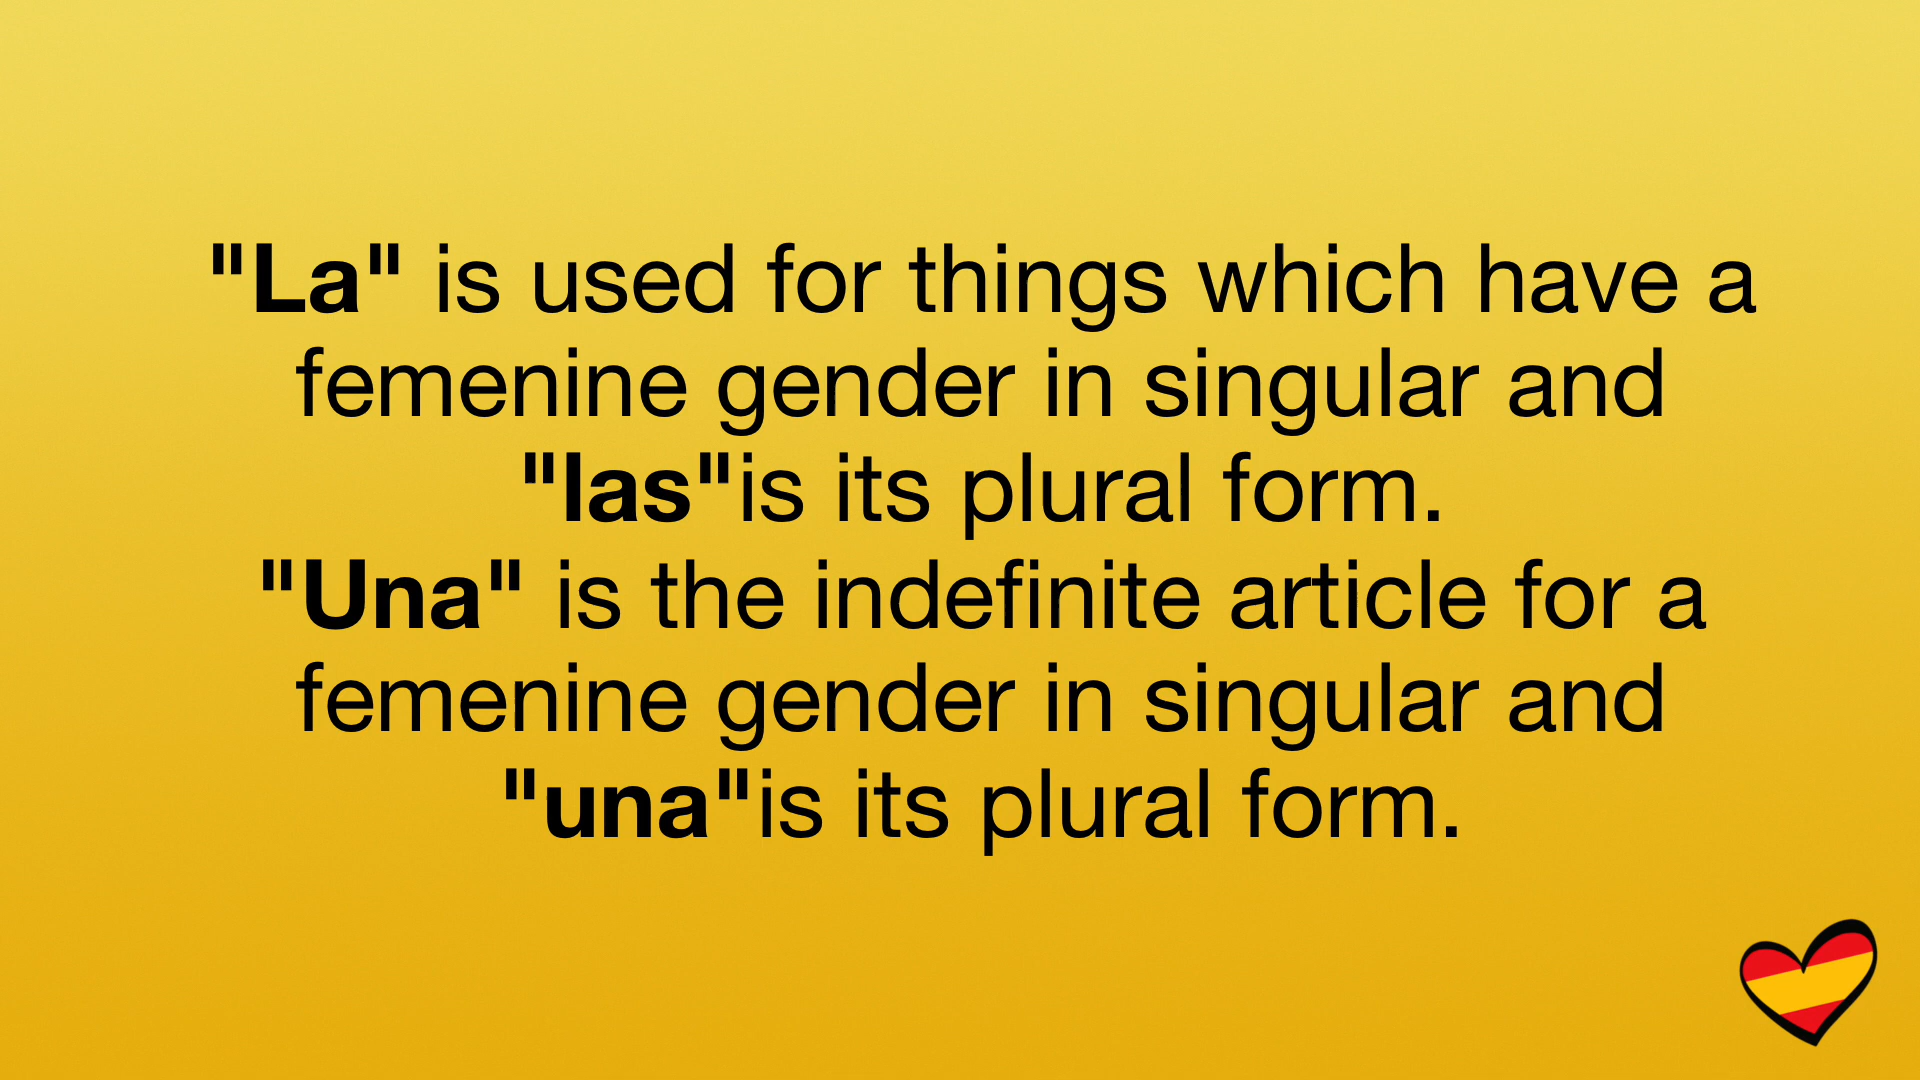 "La" is used for things which have a
femenine gender in singular and
"las"is its plural form.
"Una" is the indefinite article for a
femenine gender in singular and
"una"is its plural form.